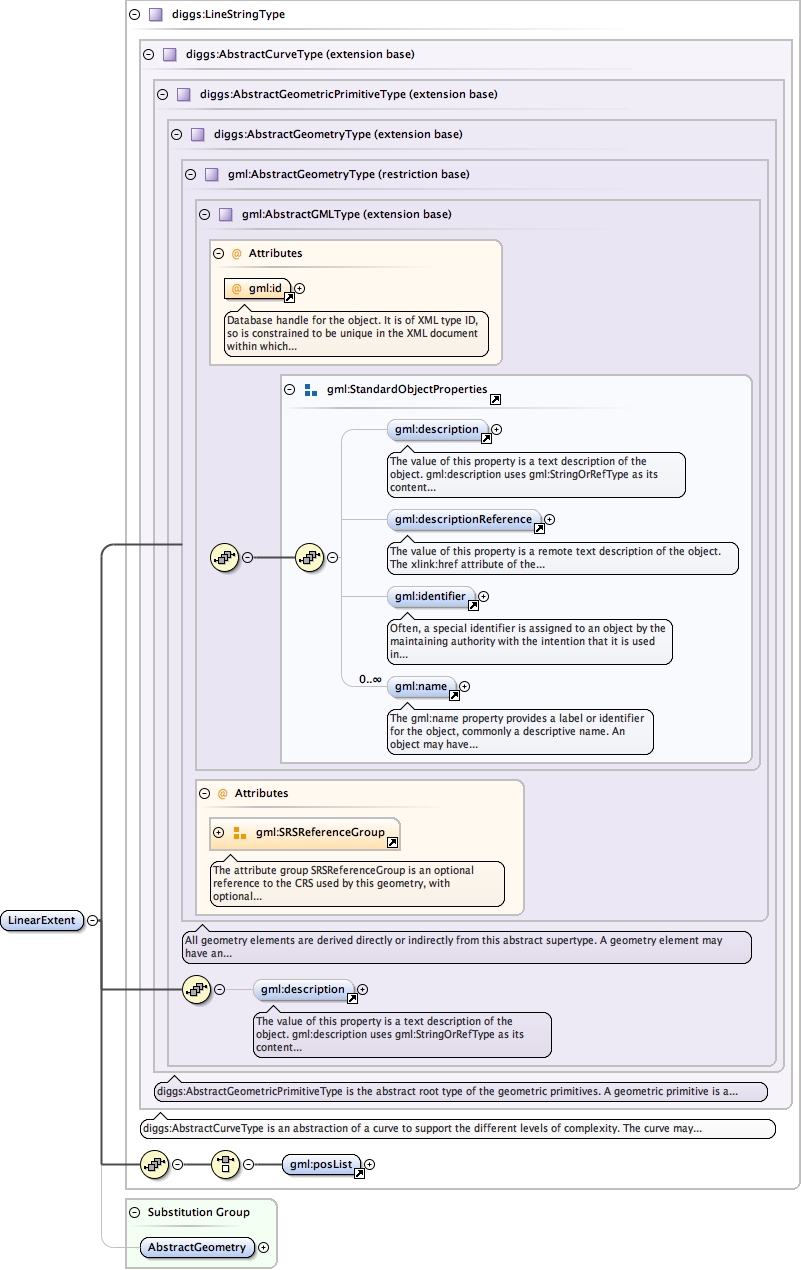 diggs:LineStringType
diggs:AbstractCurveType (extension base)
diggs:AbstractGeometricPrimitiveType (extension base)
diggs:AbstractGeometryType (extension base)
gml:AbstractGeometryType (restriction base)
gml:AbstractGMLType (extension base)
@ Attributes
@ gml:id
Database handle for the object. It is of XML type ID,
so is constrained to be unique in the XML document
within which...
gml:StandardObjectProperties
gml:description
The value of this property is a text description of the
object. gml:description uses gml:StringOrRefType as its
content...
gml:descriptionReference
The value of this property is a remote text description of the object.
The xlink:href attribute of the...
gml:identifier
Often, a special identifier is assigned to an object by the
maintaining authority with the intention that it is used
in...
0..∞
gml:name
The gml:name property provides a label or identifier
for the object, commonly a descriptive name. An
object may have...
@ Attributes
gml:SRSReferenceGroup
The attribute group SRSReferenceGroup is an optional
reference to the CRS used by this geometry, with
optional...
LinearExtent
All geometry elements are derived directly or indirectly from this abstract supertype. A geometry element may
have an...
gml:description
The value of this property is a text description of the
object. gml:description uses gml:StringOrRefType as its
content...
diggs:AbstractGeometricPrimitiveType is the abstract root type of the geometric primitives. A geometric primitive is a...
diggs:AbstractCurveType is an abstraction of a curve to support the different levels of complexity. The curve may...
gml:posList
Substitution Group
AbstractGeometry